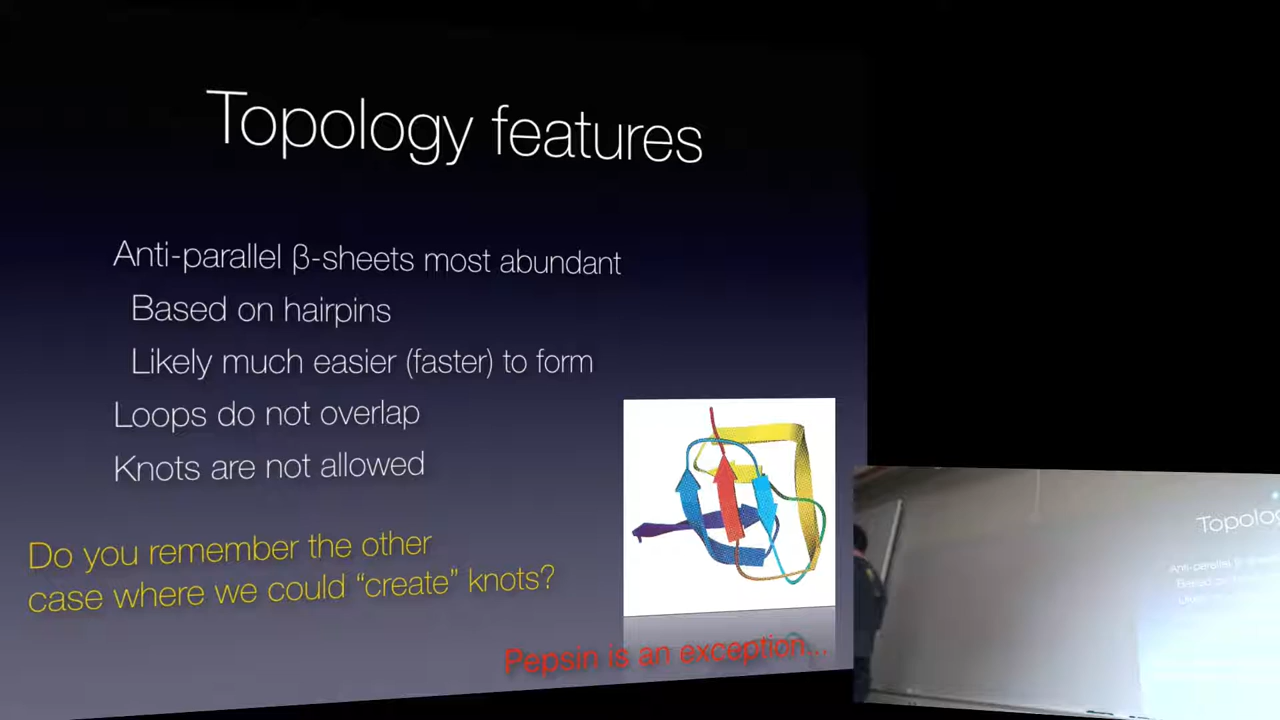 Topology features
Anti-parallel β-sheets most abundant
Based on hairpins
Likely much easier (faster) to form
Loops do not overlap
Knots are not allowed
Do you remember the other
case where we could “create” knots?
Pepsin is an exception...